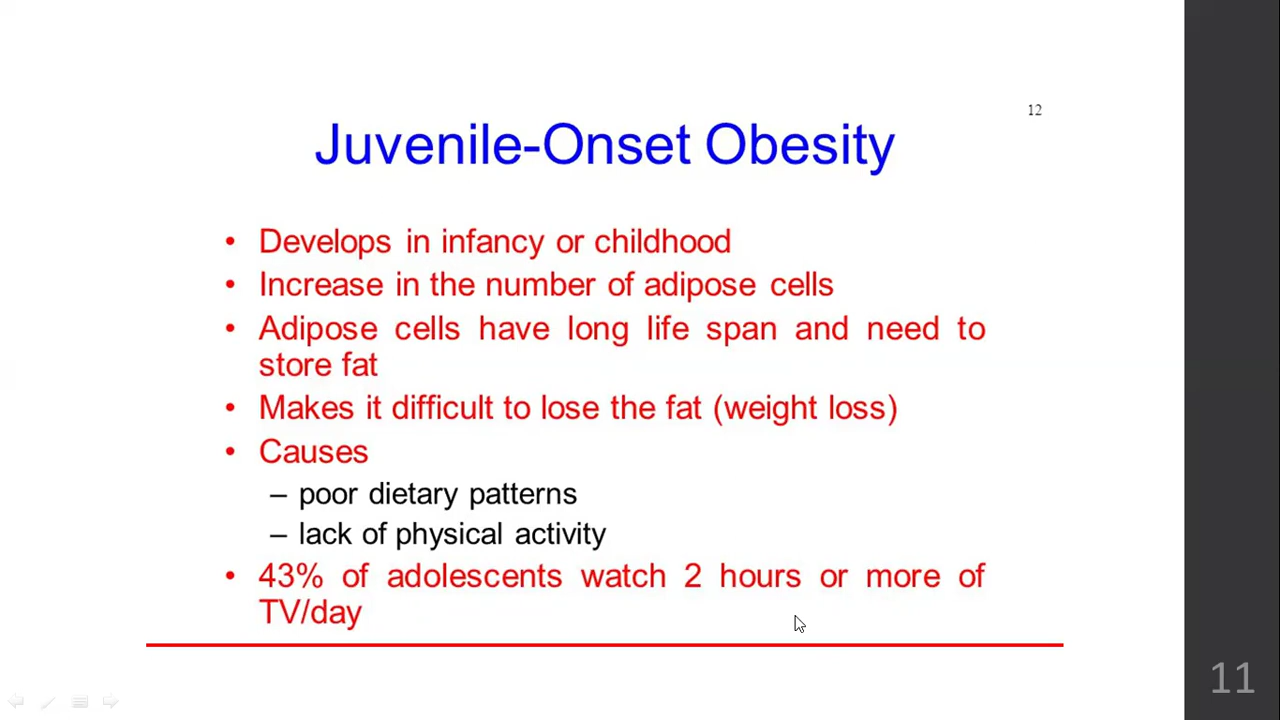 12
Juvenile-Onset Obesity
• Develops in infancy or childhood
• Increase in the number of adipose cells
• Adipose cells have long life span and need to
store fat
• Makes it difficult to lose the fat (weight loss)
• Causes
– poor dietary patterns
– lack of physical activity
• 43% of adolescents watch 2 hours or more of
TV/day
11